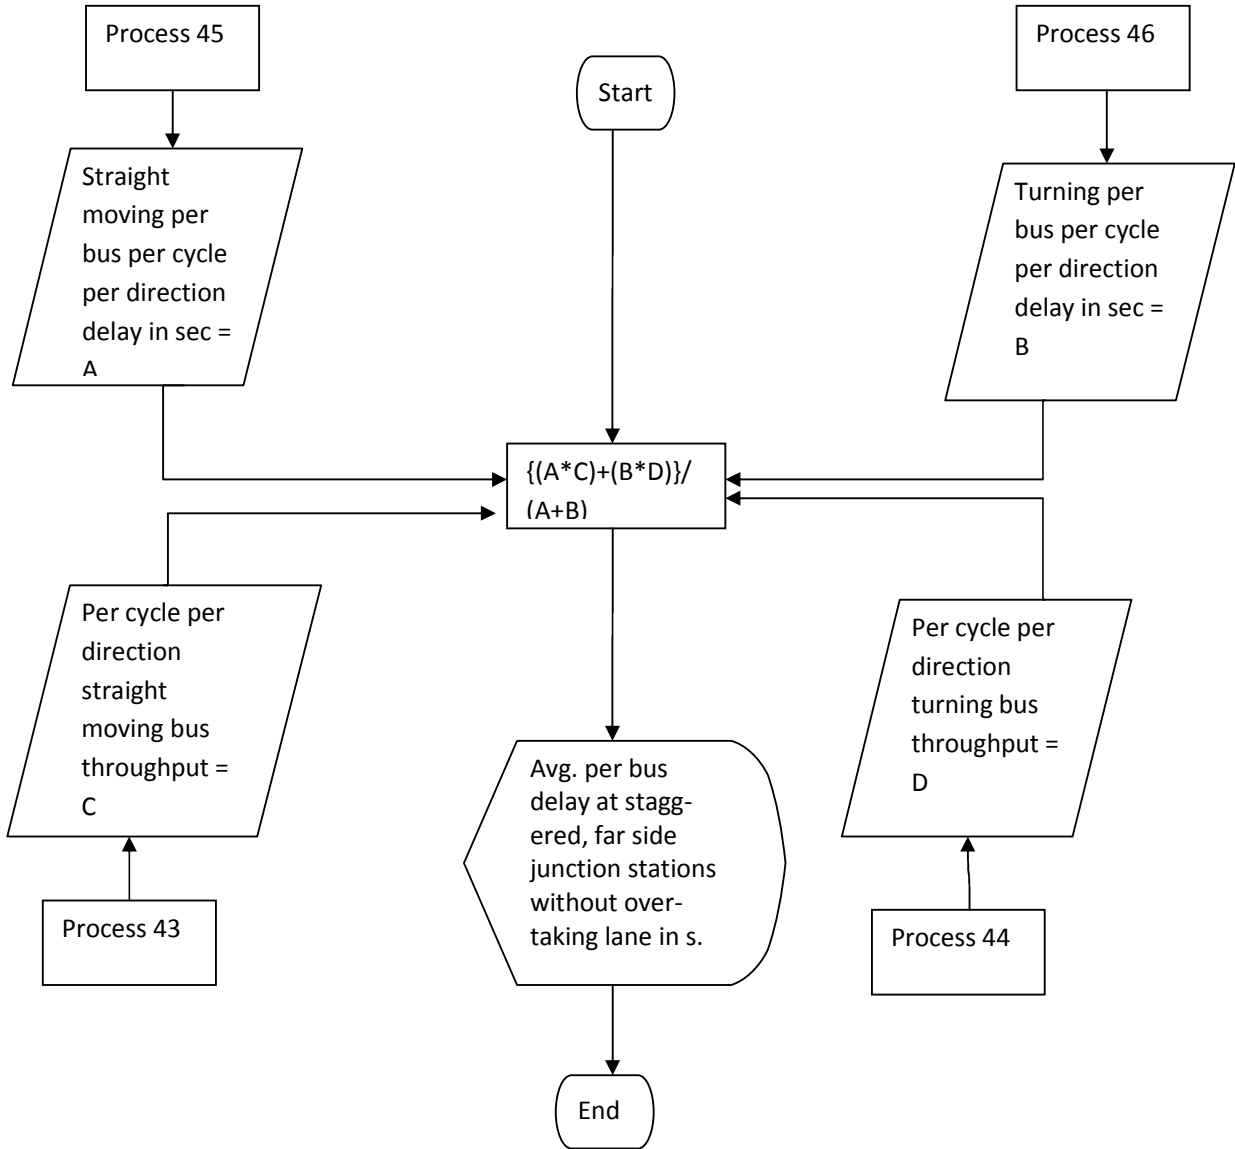 Process 45
Process 46
Start
Straight
moving per
bus per cycle
per direction
delay in sec =
A
Turning per
bus per cycle
per direction
delay in sec =
B
{(A*C)+(B*D)}/
(A+B)
Per cycle per
direction
straight
moving bus
throughput =
C
Per cycle per
direction
turning bus
throughput =
D
Avg. per bus
delay at stagg-
ered, far side
junction stations
without over-
taking lane in s.
Process 43
Process 44
End